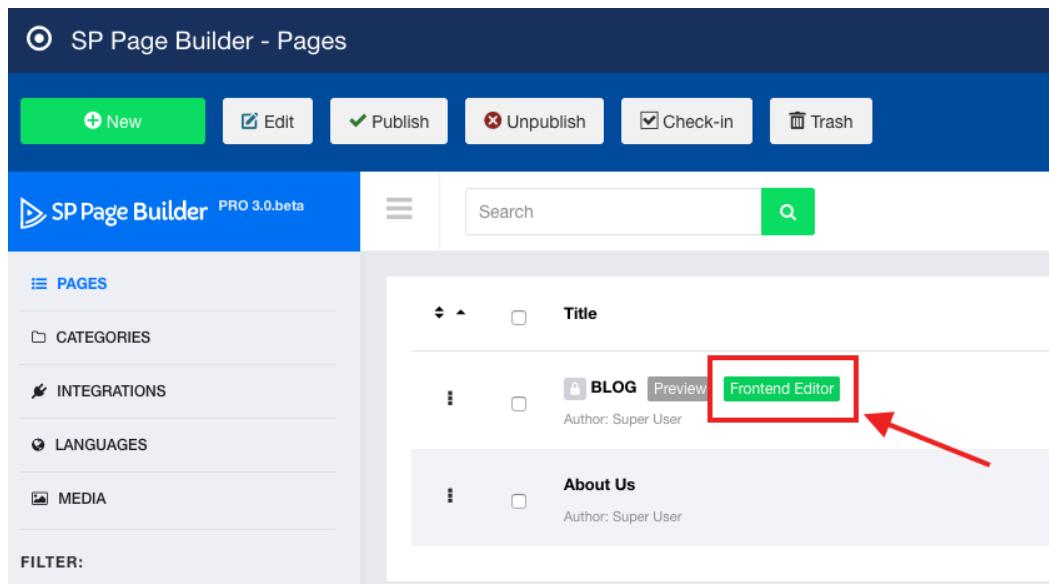 SP Page Builder - Pages
New Edit Publish Unpublish Check-in Trash
SP Page Builder PRO 3.0.beta
Search
PAGES
CATEGORIES
INTEGRATIONS
LANGUAGES
MEDIA
FILTER:
Title
BLOG Preview Frontend Editor
Author: Super User
About Us
Author: Super User